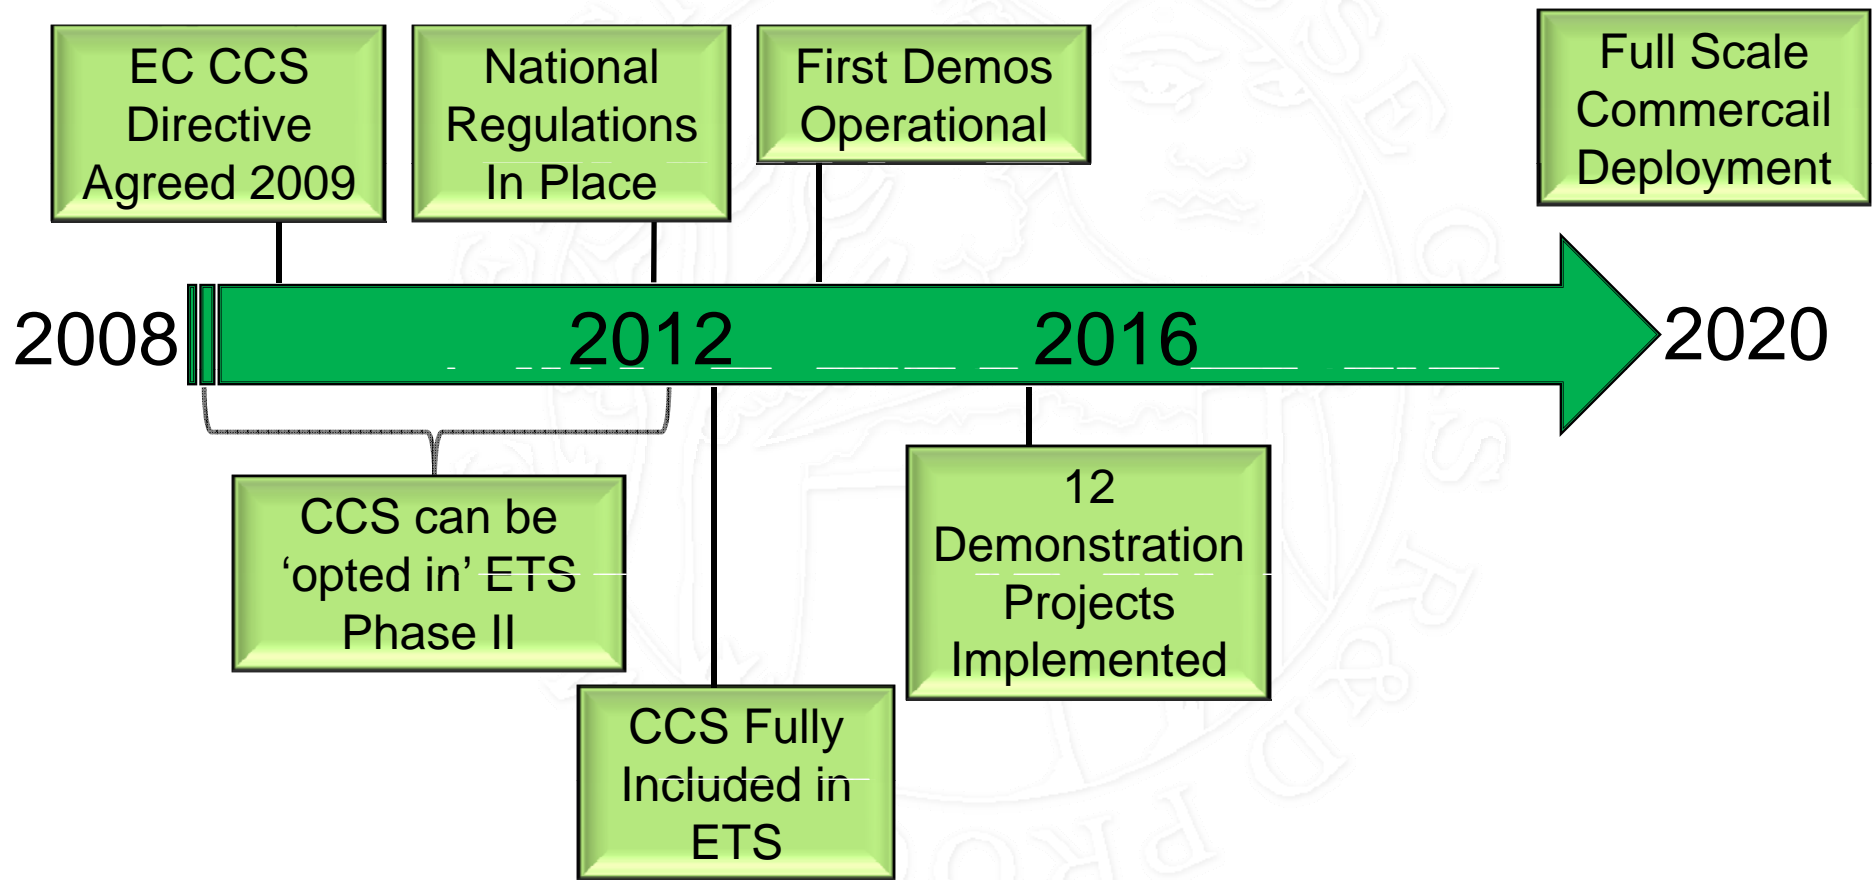 EC CCS
Directive
Agreed 2009
National
Regulations
In Place
First Demos
Operational
Full Scale
Commercail
Deployment
2008
2012
2016
2020
CCS can be
‘opted in’ ETS
Phase II
CCS Fully
Included in
ETS
12
Demonstration
Projects
Implemented